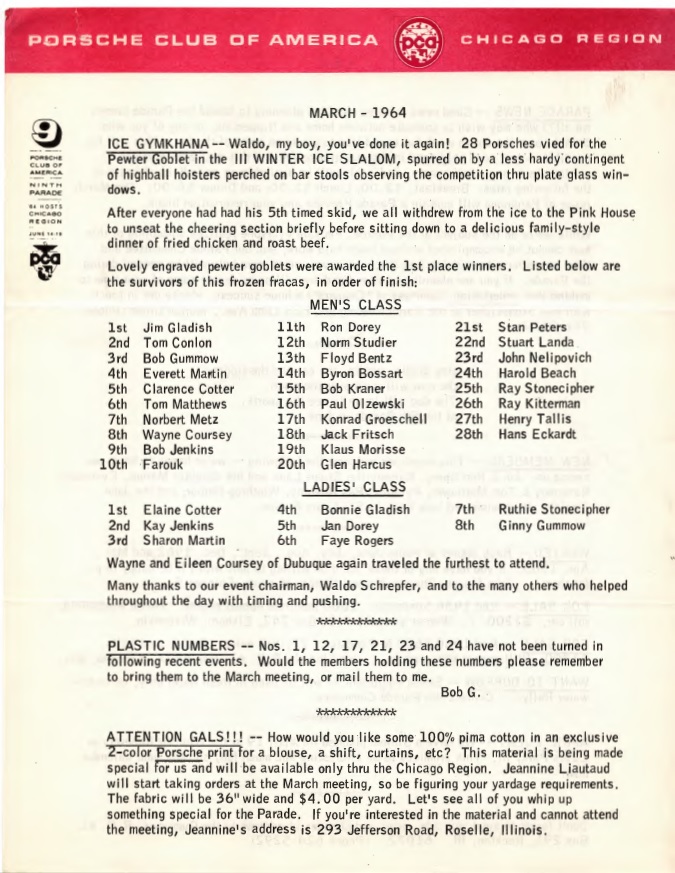 PORSCHE CLUB OF AMERICA pca CHICAGO REGION
MARCH - 1964
9
PORSCHE
CLUB OF
AMERICA
NINTH
PARADE
64 HOSTS
CHICAGO
REGION
JUNE 14-19
pca
ICE GYMKHANA -- Waldo, my boy, you've done it again! 28 Porsches vied for the
Pewter Goblet in the III WINTER ICE SLALOM, spurred on by a less hardy contingent
of highball hoisters perched on bar stools observing the competition thru plate glass win-
dows.
After everyone had had his 5th timed skid, we all withdrew from the ice to the Pink House
to unseat the cheering section briefly before sitting down to a delicious family-style
dinner of fried chicken and roast beef.
Lovely engraved pewter goblets were awarded the 1st place winners. Listed below are
the survivors of this frozen fracas, in order of finish:
MEN'S CLASS
1st Jim Gladish 11th Ron Dorey 21st Stan Peters
2nd Tom Conlon 12th Norm Studier 22nd Stuart Landa
3rd Bob Gummow 13th Floyd Bentz 23rd John Nelipovich
4th Everett Martin 14th Byron Bossart 24th Harold Beach
5th Clarence Cotter 15th Bob Kraner 25th Ray Stonecipher
6th Tom Matthews 16th Paul Olzewski 26th Ray Kitterman
7th Norbert Metz 17th Konrad Groeschell 27th Henry Tallis
8th Wayne Coursey 18th Jack Fritsch 28th Hans Eckardt
9th Bob Jenkins 19th Klaus Morisse
10th Farouk 20th Glen Harcus
LADIES' CLASS
1st Elaine Cotter 4th Bonnie Gladish 7th Ruthie Stonecipher
2nd Kay Jenkins 5th Jan Dorey 8th Ginny Gummow
3rd Sharon Martin 6th Faye Rogers
Wayne and Eileen Coursey of Dubuque again traveled the furthest to attend.
Many thanks to our event chairman, Waldo Schrepfer, and to the many others who helped
throughout the day with timing and pushing.
************
PLASTIC NUMBERS -- Nos. 1, 12, 17, 21, 23 and 24 have not been turned in
following recent events. Would the members holding these numbers please remember
to bring them to the March meeting, or mail them to me.
Bob G.
************
ATTENTION GALS!!! -- How would you like some 100% pima cotton in an exclusive
2-color Porsche print for a blouse, a shift, curtains, etc? This material is being made
special for us and will be available only thru the Chicago Region. Jeannine Liautaud
will start taking orders at the March meeting, so be figuring your yardage requirements.
The fabric will be 36" wide and $4.00 per yard. Let's see all of you whip up
something special for the Parade. If you're interested in the material and cannot attend
the meeting, Jeannine's address is 293 Jefferson Road, Roselle, Illinois.